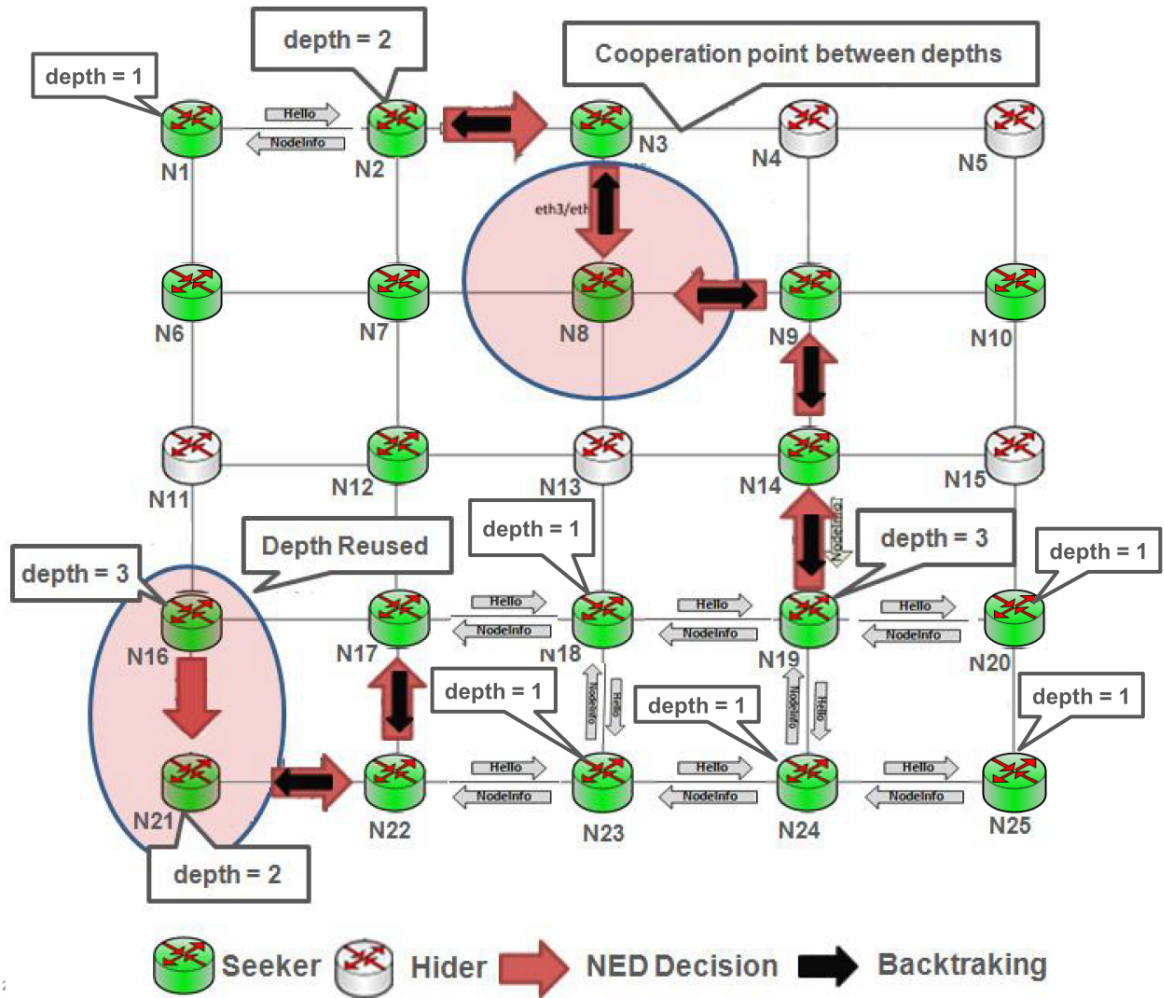 depth = 1
depth = 2
Cooperation point between depths
Hello
NodeInfo
N1
N2
N3
N4
N5
eth3/eth
N6
N7
N8
N9
N10
N11
N12
N13
N14
N15
NodeInfo
Depth Reused
depth = 1
depth = 3
depth = 3
depth = 1
Hello
NodeInfo
Hello
NodeInfo
Hello
NodeInfo
N16
N17
N18
N19
N20
depth = 1
depth = 1
depth = 1
NodeInfo
Hello
NodeInfo
Hello
Hello
NodeInfo
Hello
NodeInfo
Hello
NodeInfo
N21
N22
N23
N24
N25
depth = 2
Seeker
Hider
NED Decision
Backtraking